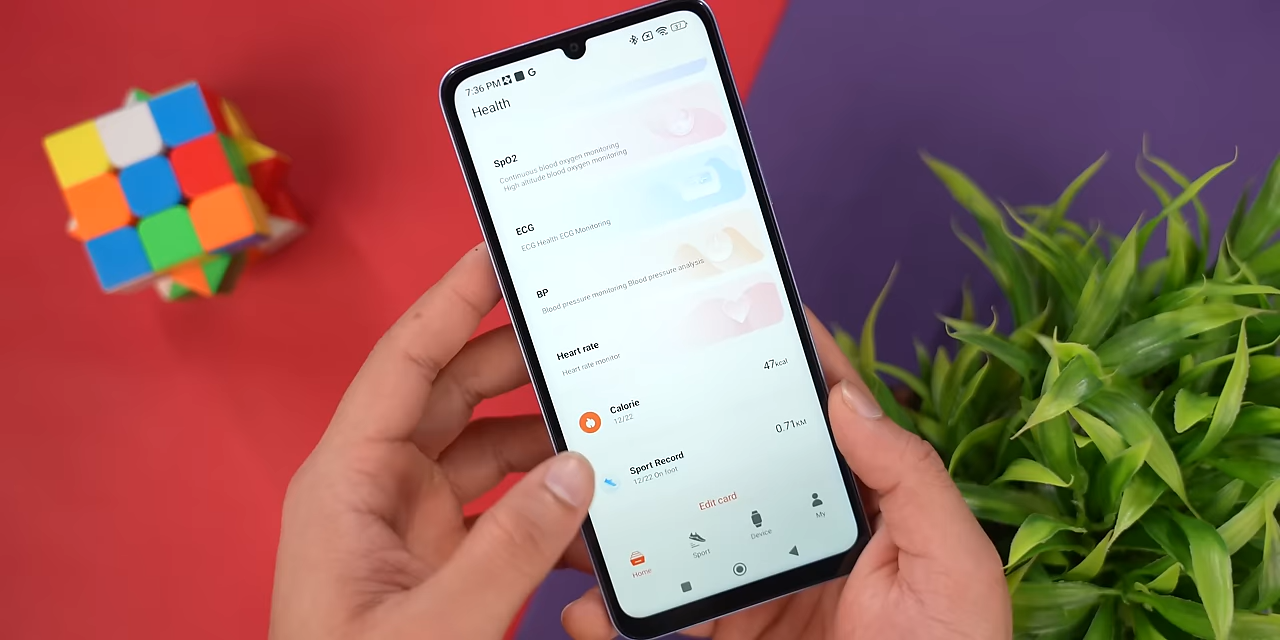 7:36 PM
37
Health
SpO2
Continuous blood oxygen monitoring
High altitude blood oxygen monitoring
ECG
ECG Health ECG Monitoring
BP
Blood pressure monitoring Blood pressure analysis
Heart rate
Heart rate monitor
Calorie
12/22
47kcal
Sport Record
12/22 On foot
0.71KM
Edit card
Home
Sport
Device
My